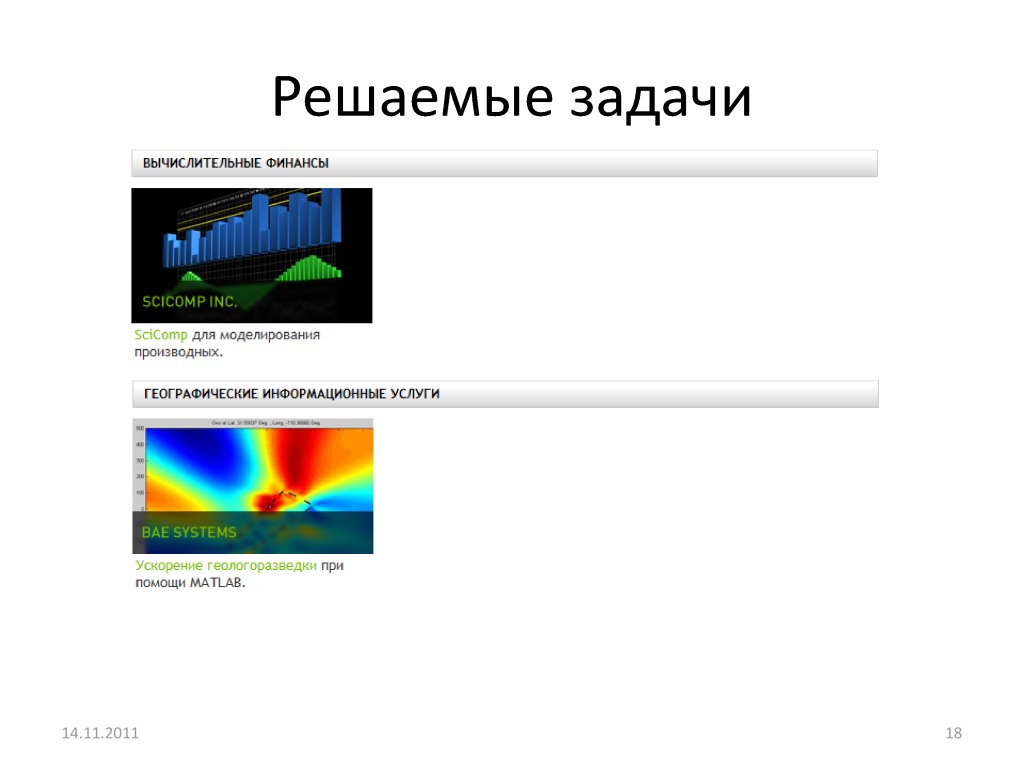 Решаемые задачи
ВЫЧИСЛИТЕЛЬНЫЕ ФИНАНСЫ
SCICOMP INC.
SciComp для моделирования
производных.
ГЕОГРАФИЧЕСКИЕ ИНФОРМАЦИОННЫЕ УСЛУГИ
500
400
300
200
100
0
BAE SYSTEMS
Ускорение геологоразведки при
помощи MATLAB.
14.11.2011
18